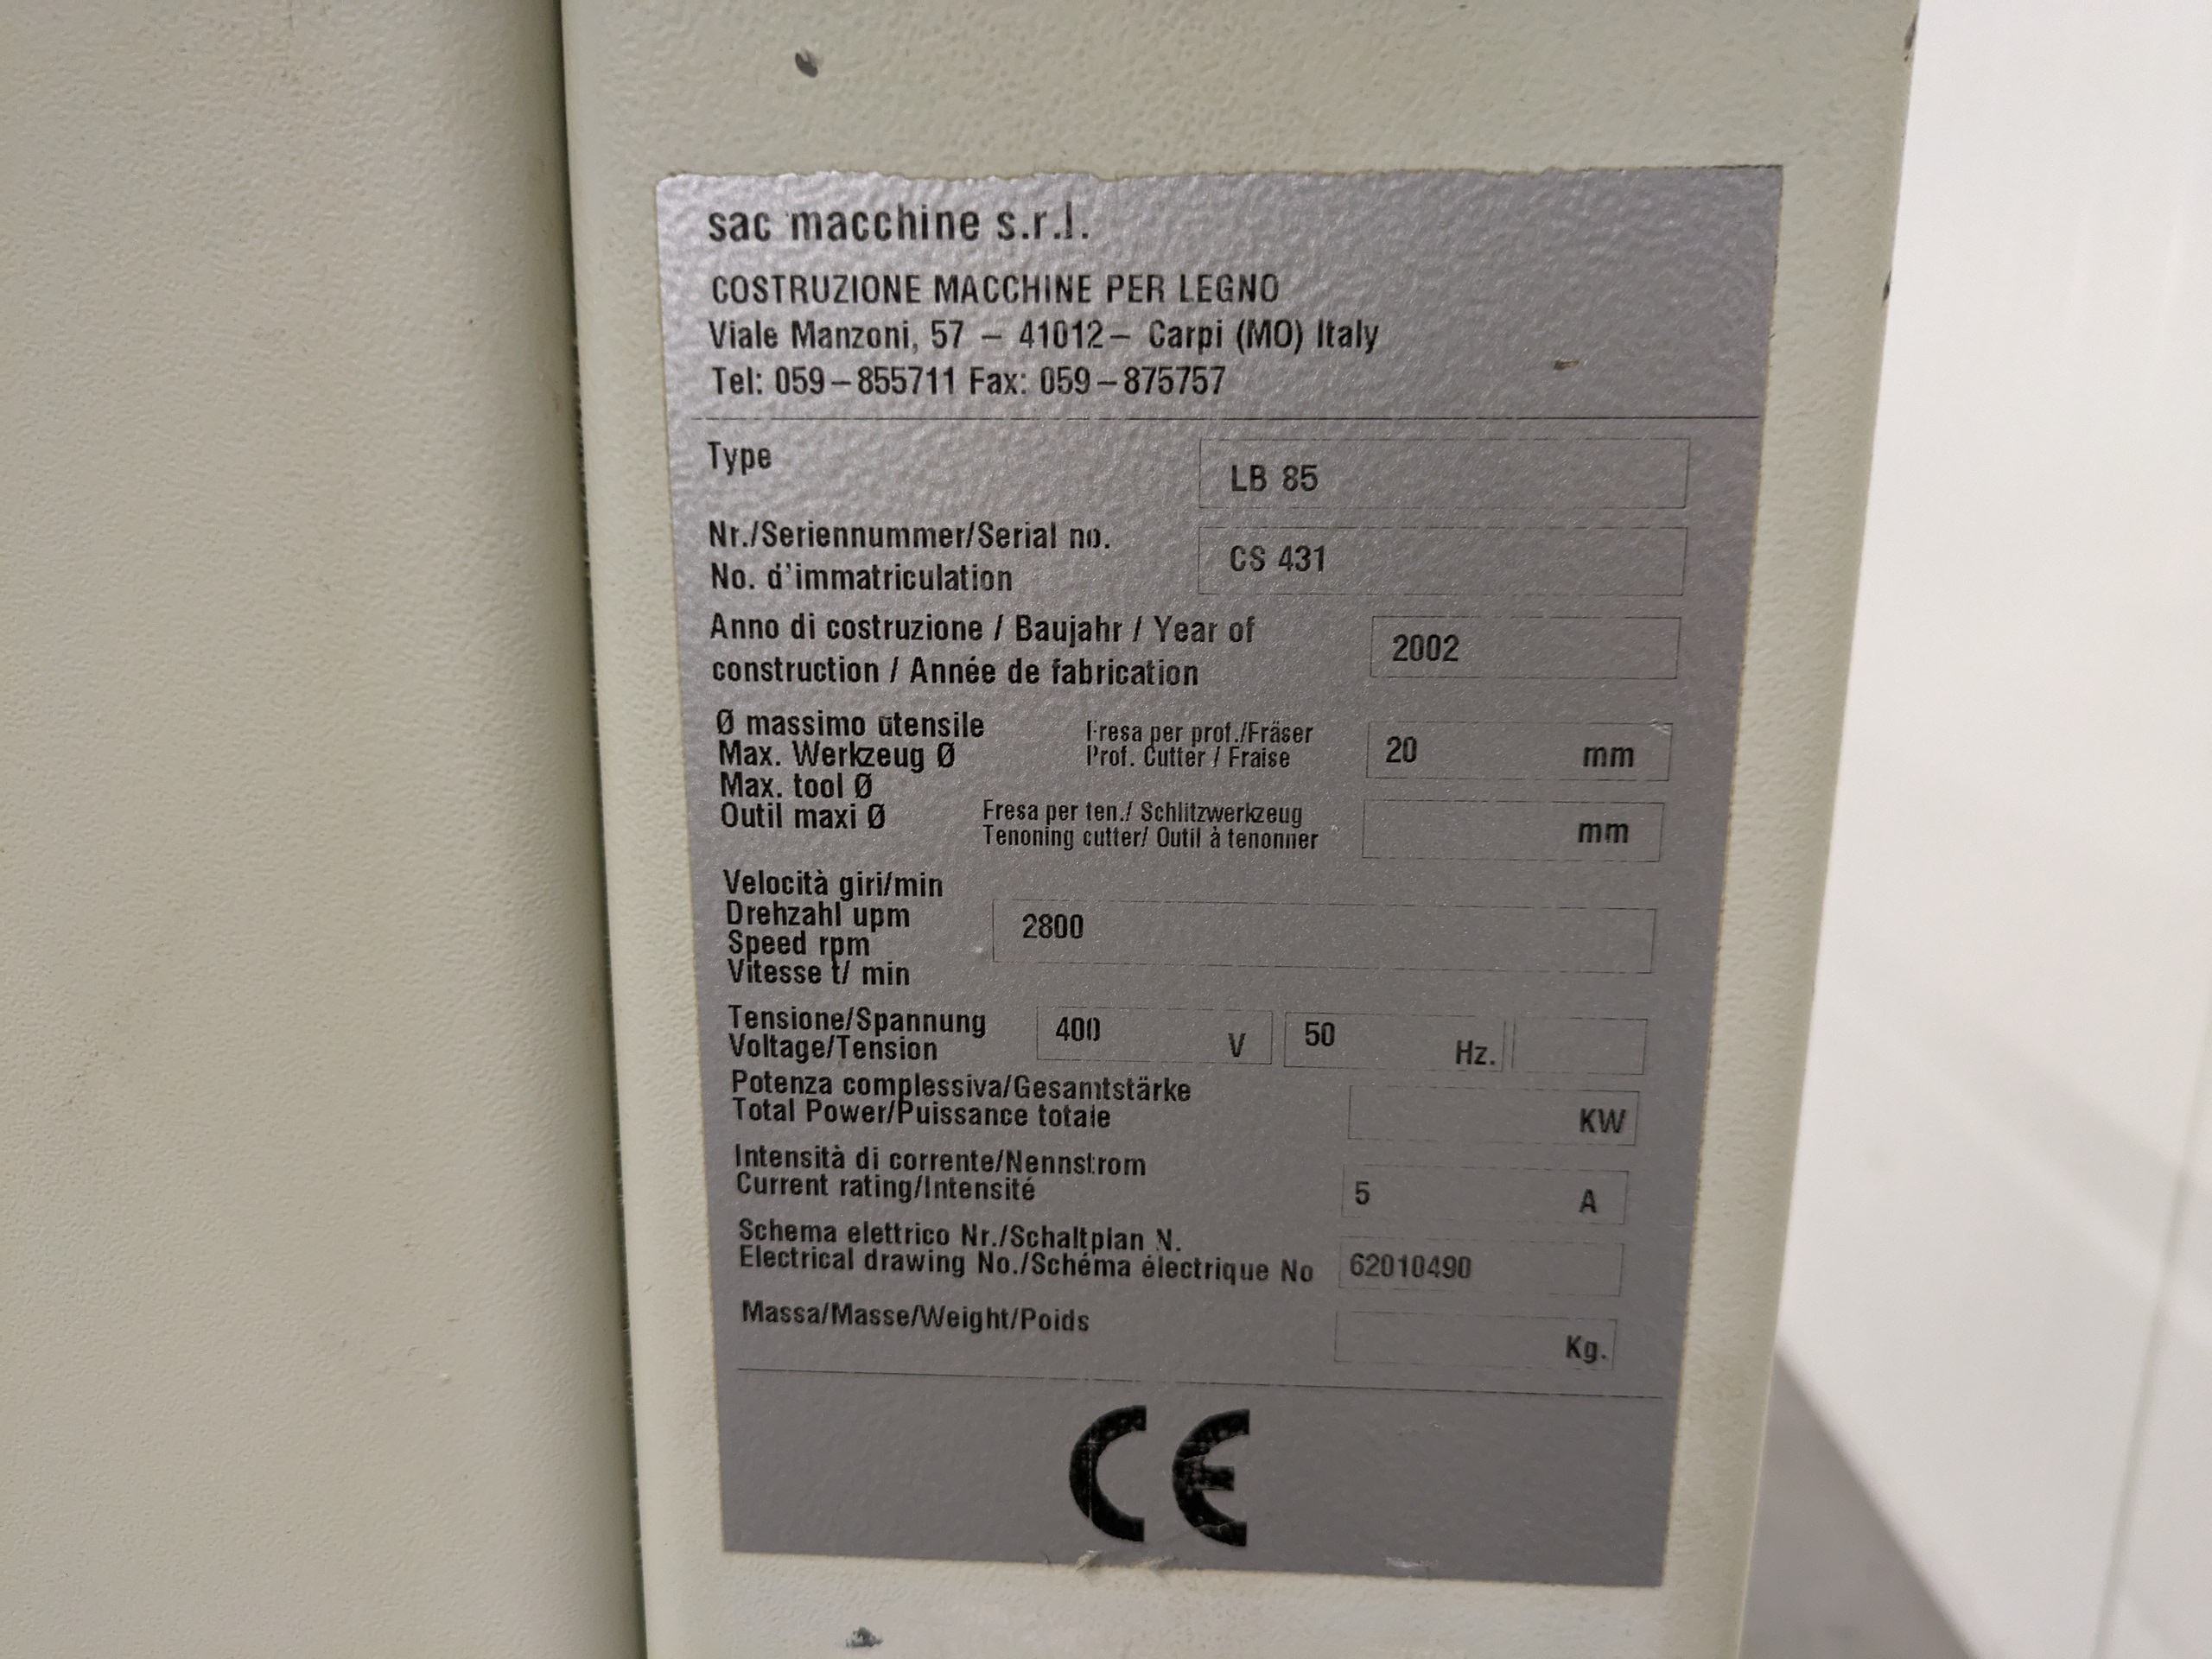 sac macchine s.r.l.
COSTRUZIONE MACCHINE PER LEGNO
Viale Manzoni, 57 – 41012 – Carpi (MO) Italy
Tel: 059 – 855711 Fax: 059 – 875757
Type
LB 85
Nr./Seriennummer/Serial no.
No. d'immatriculation
CS 431
Anno di costruzione / Baujahr / Year of
construction / Année de fabrication
2002
Ø massimo utensile
Max. Werkzeug Ø
Max. tool Ø
Outil maxi Ø
Fresa per prof./Fräser
Prof. Cutter / Fraise
20 mm
Fresa per ten./ Schlitzwerkzeug
Tenoning cutter/ Outil à tenonner
mm
Velocità giri/min
Drehzahl upm
Speed rpm
Vitesse t/ min
2800
Tensione/Spannung
Voltage/Tension
400 V 50 Hz.
Potenza complessiva/Gesamtstärke
Total Power/Puissance totale
KW
Intensità di corrente/Nennstrom
Current rating/Intensité
5 A
Schema elettrico Nr./Schaltplan N.
Electrical drawing No./Schéma électrique No
62010490
Massa/Masse/Weight/Poids
Kg.
CE